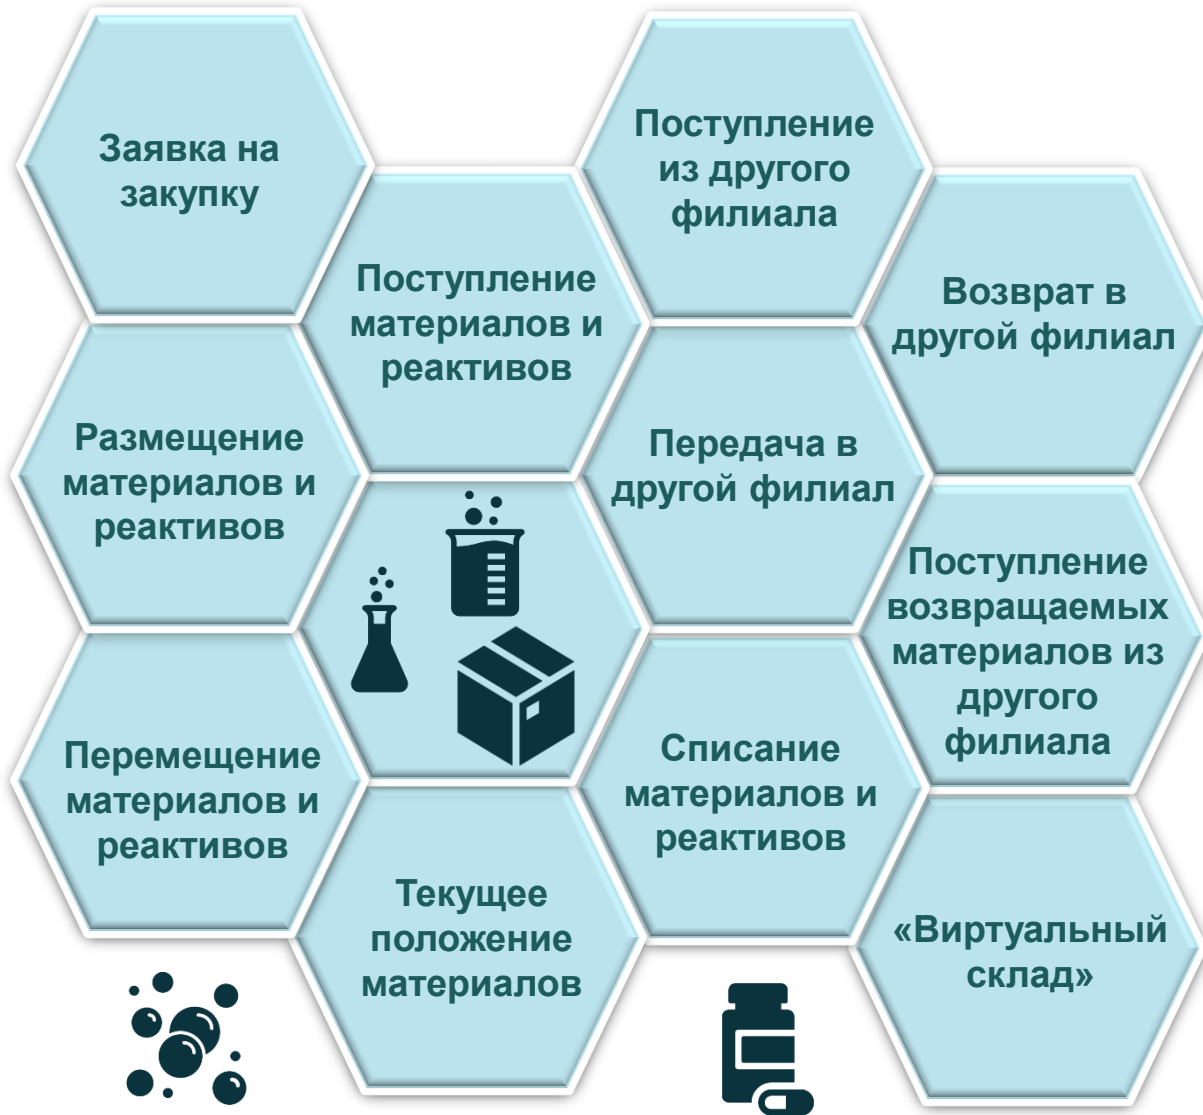 Заявка на
закупку
Поступление
из другого
филиала
Поступление
материалов и
реактивов
Возврат в
другой филиал
Размещение
материалов и
реактивов
Передача в
другой филиал
Поступление
возвращаемых
материалов из
другого
филиала
Перемещение
материалов и
реактивов
Списание
материалов и
реактивов
Текущее
положение
материалов
«Виртуальный
склад»